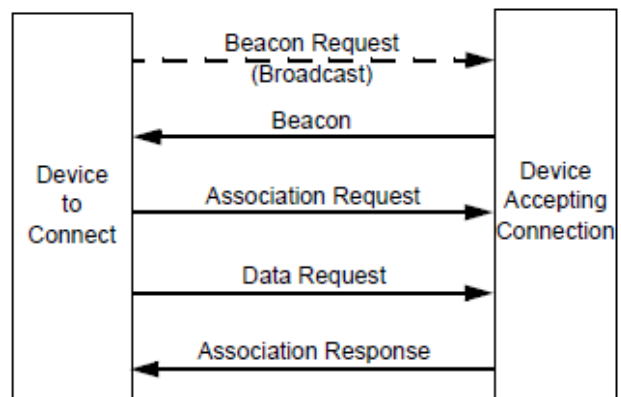 Beacon Request
(Broadcast)
Beacon
Device
to
Connect
Association Request
Device
Accepting
Connection
Data Request
Association Response